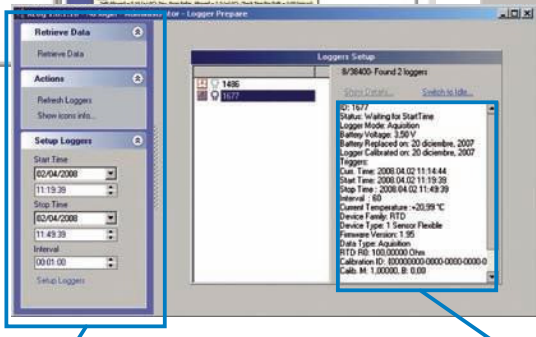 - Logger Prepare
Retrieve Data
Retrieve Data
Actions
Refresh Loggers
Show icons info...
Setup Loggers
Start Time
02/04/2008
11:19:39
Stop Time
02/04/2008
11:49:39
Interval
00:01:00
Setup Loggers
Loggers Setup
8/38400- Found 2 loggers
1486
1677
Show Details...
Switch to Idle...
ID: 1677
Status: Waiting for StartTime
Logger Mode: Aquisition
Battery Voltage: 3,50 V
Battery Replaced on: 20 diciembre, 2007
Logger Calibrated on: 20 diciembre, 2007
Triggers:
Curr. Time: 2008.04.02 11:14:44
Start Time: 2008.04.02 11:19:39
Stop Time : 2008.04.02 11:49:39
Interval : 60
Current Temperature :+20,99 °C
Device Family: RTD
Device Type: 1 Sensor Flexible
Firmware Version: 1.95
Data Type: Aquisition
RTD R0: 100,00000 Ohm
Calibration ID: {00000000-0000-0000-0000-0
Calib. M: 1,00000, B: 0,00